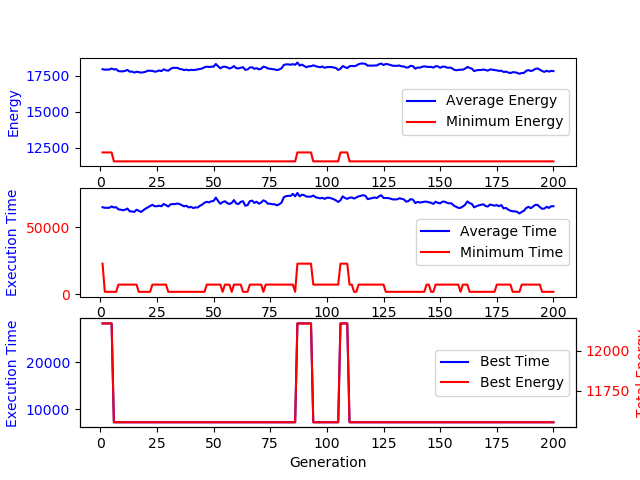 17500
15000
12500
Energy
Average Energy
Minimum Energy
0 25 50 75 100 125 150 175 200
50000
0
Execution Time
Average Time
Minimum Time
0 25 50 75 100 125 150 175 200
20000
10000
Execution Time
Best Time
Best Energy
12000
11750
Total Energy
0 25 50 75 100 125 150 175 200
Generation